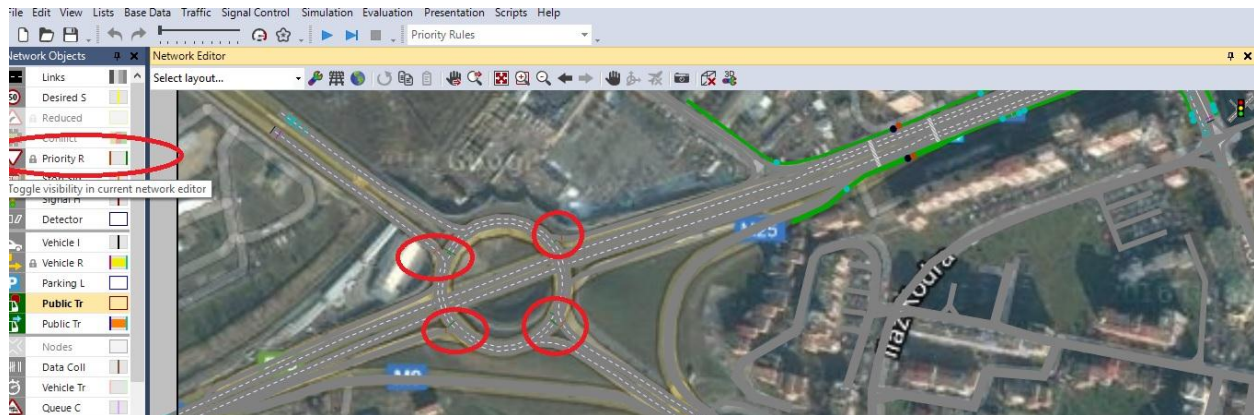 File Edit View Lists Base Data Traffic Signal Control Simulation Evaluation Presentation Scripts Help
Priority Rules
Network Objects
Network Editor
Select layout...
Links
Desired S
Reduced
Conflict
Priority R
Toggle visibility in current network editor
Signal H
Detector
Vehicle I
Vehicle R
Parking L
Public Tr
Public Tr
Nodes
Data Coll
Vehicle Tr
Queue C
M25
M9